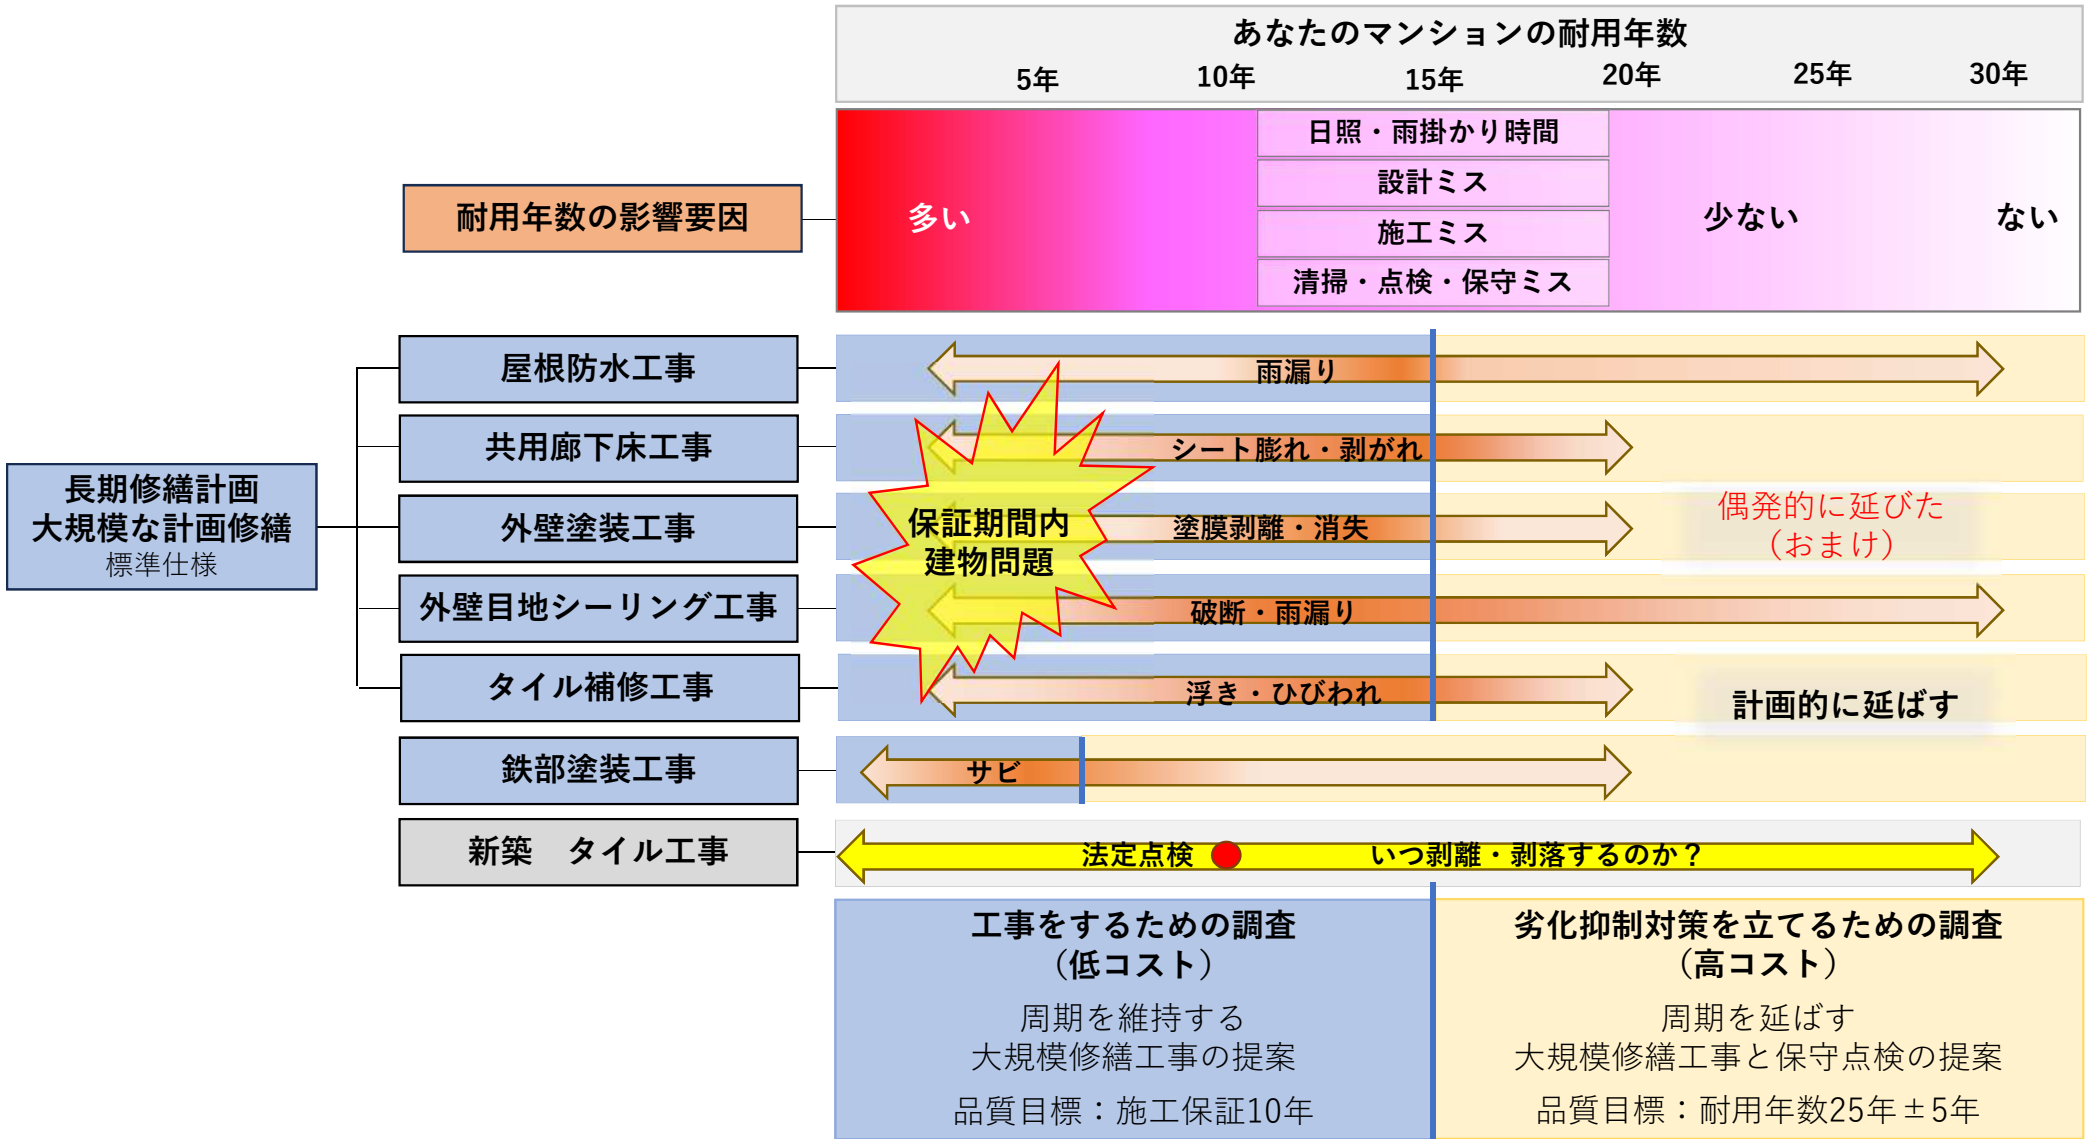 あなたのマンションの耐用年数
5年 10年 15年 20年 25年 30年
耐用年数の影響要因
多い
日照・雨掛かり時間
設計ミス
施工ミス
清掃・点検・保守ミス
少ない
ない
長期修繕計画
大規模な計画修繕
標準仕様
屋根防水工事
雨漏り
共用廊下床工事
シート膨れ・剥がれ
外壁塗装工事
塗膜剥離・消失
外壁目地シーリング工事
破断・雨漏り
タイル補修工事
浮き・ひびわれ
保証期間内
建物問題
偶発的に延びた
（おまけ）
計画的に延ばす
鉄部塗装工事
サビ
新築　タイル工事
法定点検
いつ剥離・剥落するのか？
工事をするための調査
（低コスト）
周期を維持する
大規模修繕工事の提案
品質目標：施工保証10年
劣化抑制対策を立てるための調査
（高コスト）
周期を延ばす
大規模修繕工事と保守点検の提案
品質目標：耐用年数25年±5年